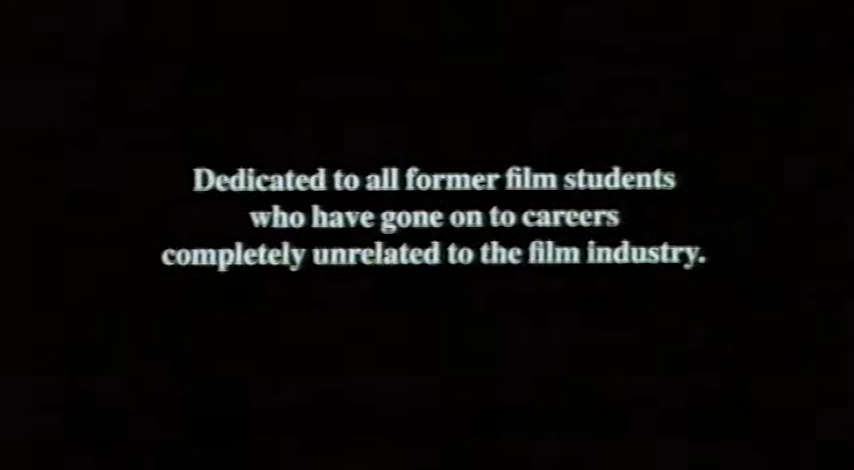 Dedicated to all former film students
who have gone on to careers
completely unrelated to the film industry.